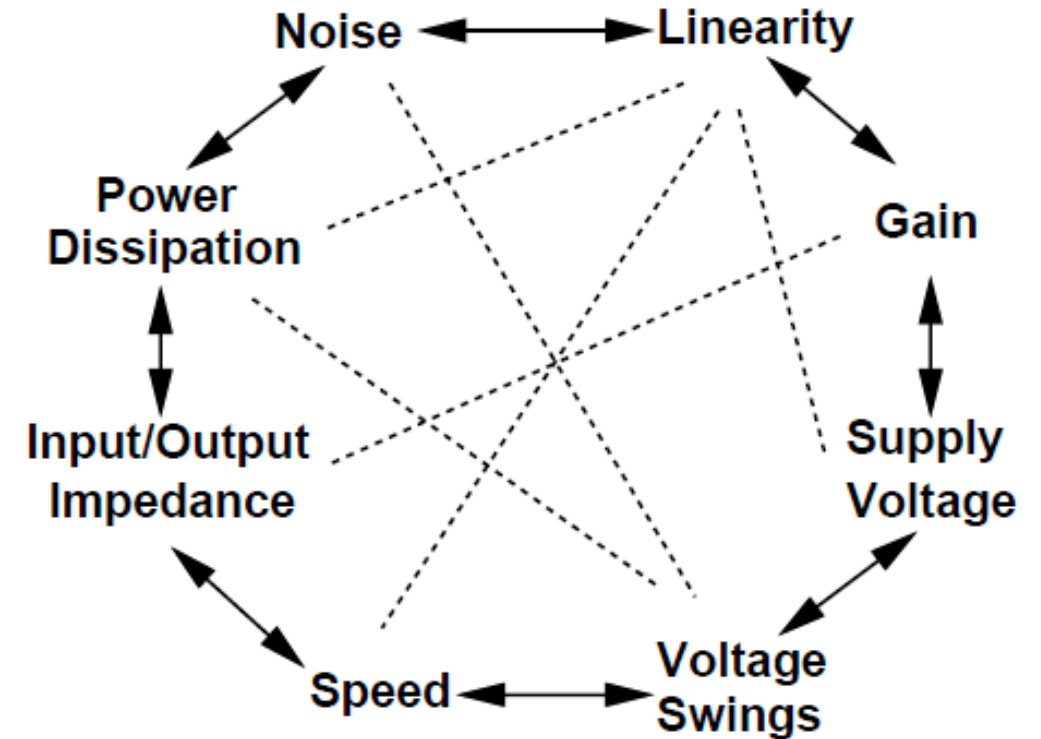 Noise
Linearity
Power
Dissipation
Gain
Input/Output
Impedance
Supply
Voltage
Speed
Voltage
Swings